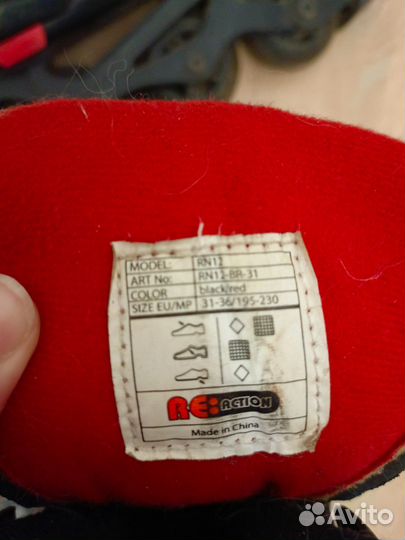 MODEL: RN12
ART No: RN12-BR-31
COLOR black/red
SIZE EU/MP 31-36/195-230
RE:ACTION
Made in China
Avito